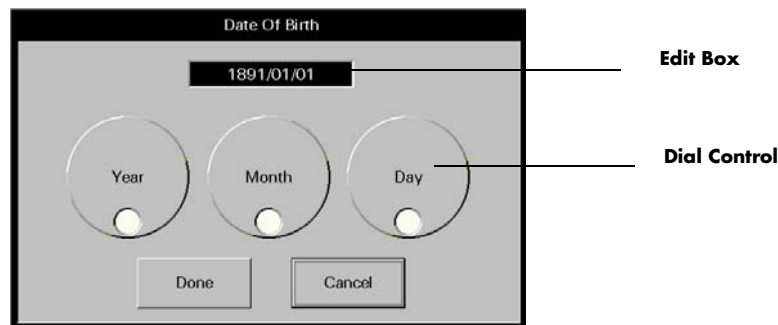 Date Of Birth
1891/01/01
Edit Box
Year
Month
Day
Dial Control
Done
Cancel